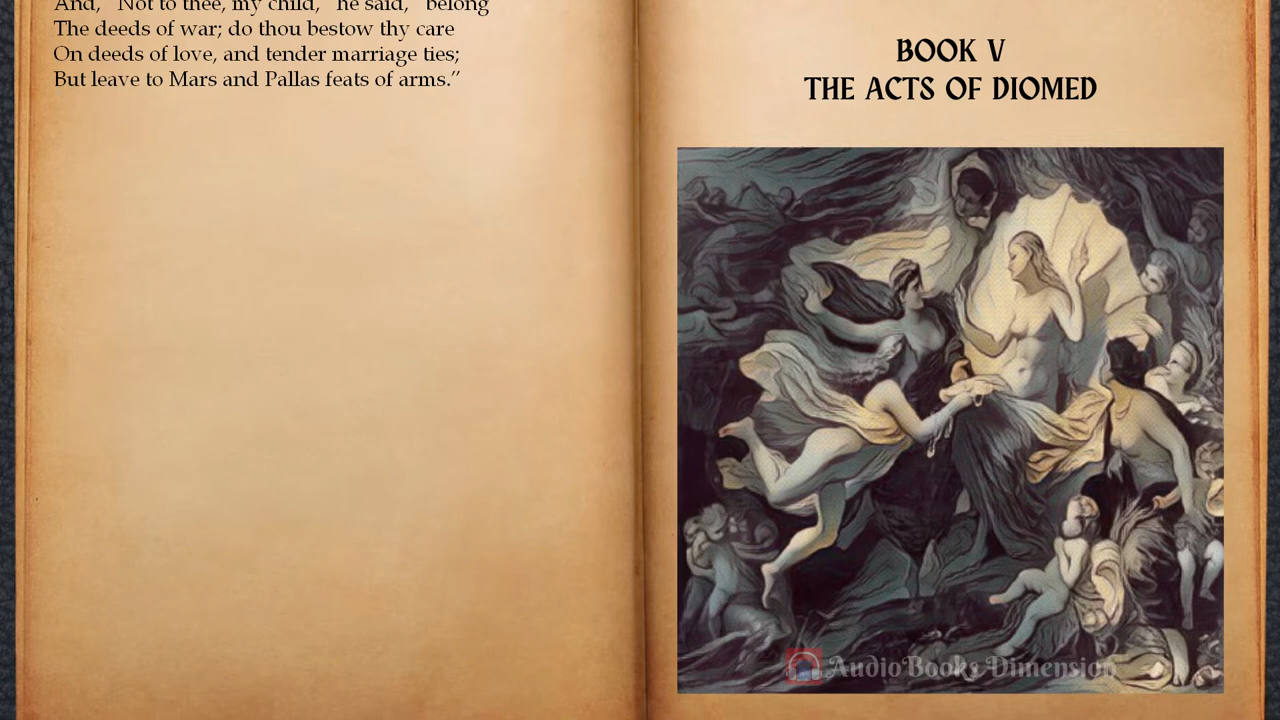 And, “Not to thee, my child,” he said, “belong
The deeds of war; do thou bestow thy care
On deeds of love, and tender marriage ties;
But leave to Mars and Pallas feats of arms.”
BOOK V
THE ACTS OF DIOMED
AudioBooks Dimension